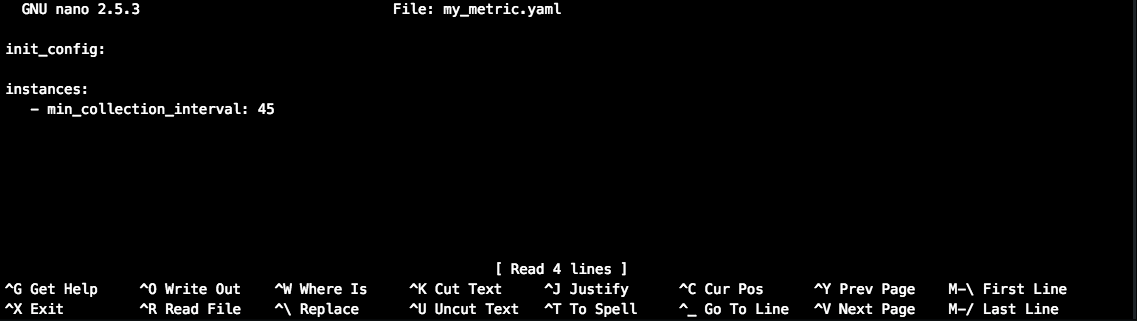 GNU nano 2.5.3 File: my_metric.yaml
init_config:
instances:
- min_collection_interval: 45
[ Read 4 lines ]
^G Get Help ^O Write Out ^W Where Is ^K Cut Text ^J Justify ^C Cur Pos ^Y Prev Page M-\ First Line
^X Exit ^R Read File ^\ Replace ^U Uncut Text ^T To Spell ^_ Go To Line ^V Next Page M-/ Last Line